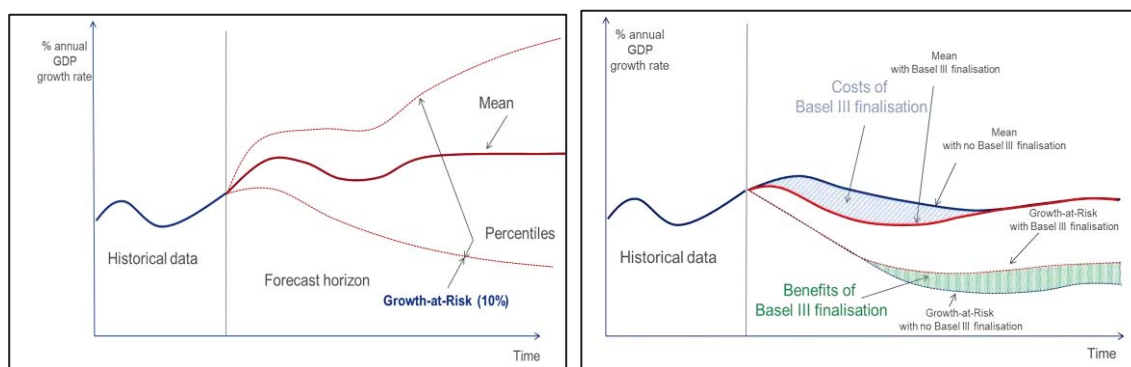 % annual
GDP
growth rate
Mean
Historical data
Percentiles
Forecast horizon
Growth-at-Risk (10%)
Time
% annual
GDP
growth rate
Mean
with Basel III finalisation
Costs of
Basel III finalisation
Mean
with no Basel III finalisation
Historical data
Growth-at-Risk
with Basel III finalisation
Benefits of
Basel III finalisation
Growth-at-Risk
with no Basel III finalisation
Time